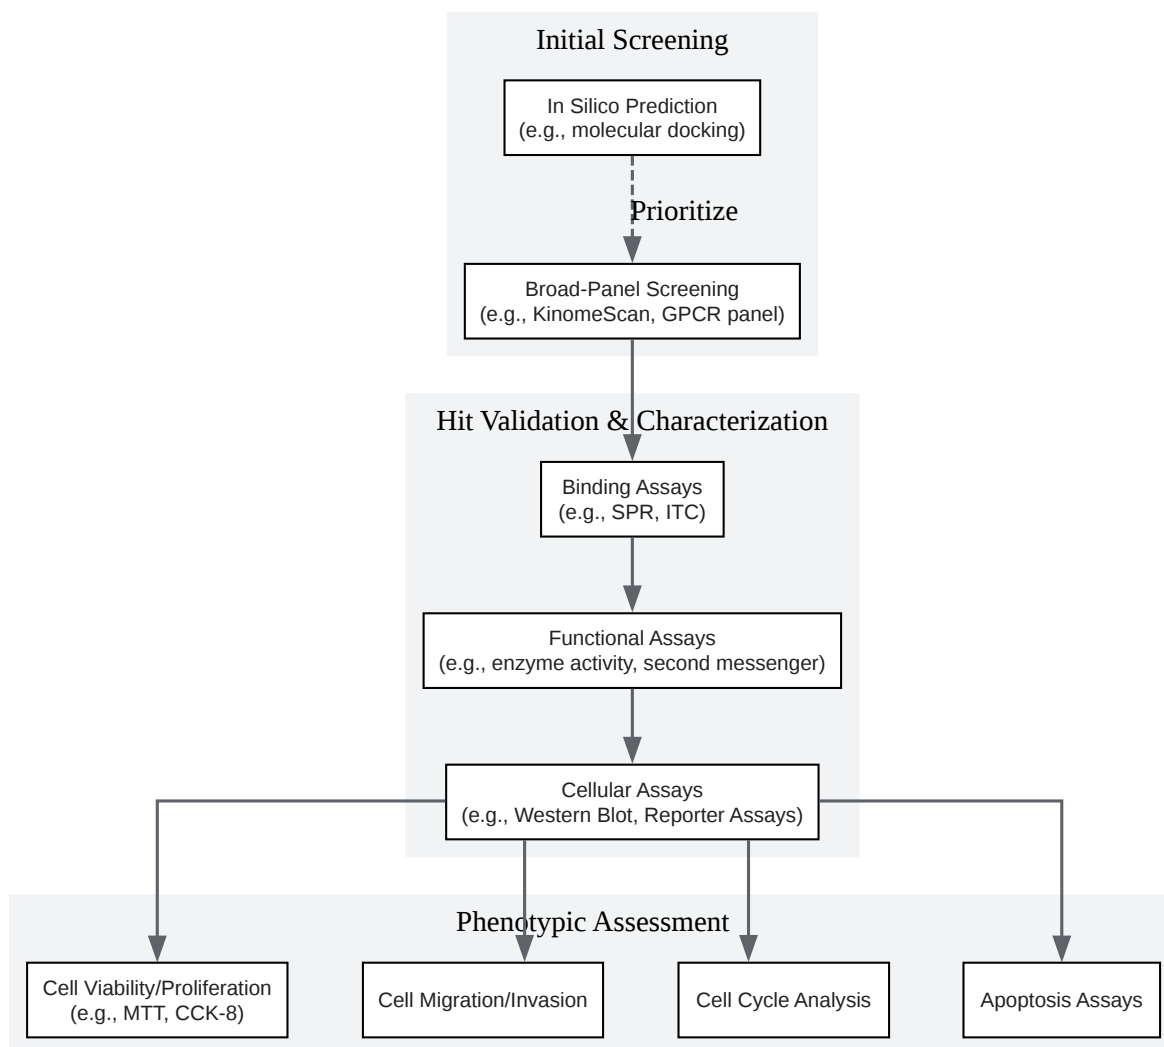 Initial Screening
In Silico Prediction
(e.g., molecular docking)
Prioritize
Broad-Panel Screening
(e.g., KinomeScan, GPCR panel)
Hit Validation & Characterization
Binding Assays
(e.g., SPR, ITC)
Functional Assays
(e.g., enzyme activity, second messenger)
Cellular Assays
(e.g., Western Blot, Reporter Assays)
Phenotypic Assessment
Cell Viability/Proliferation
(e.g., MTT, CCK-8)
Cell Migration/Invasion
Cell Cycle Analysis
Apoptosis Assays